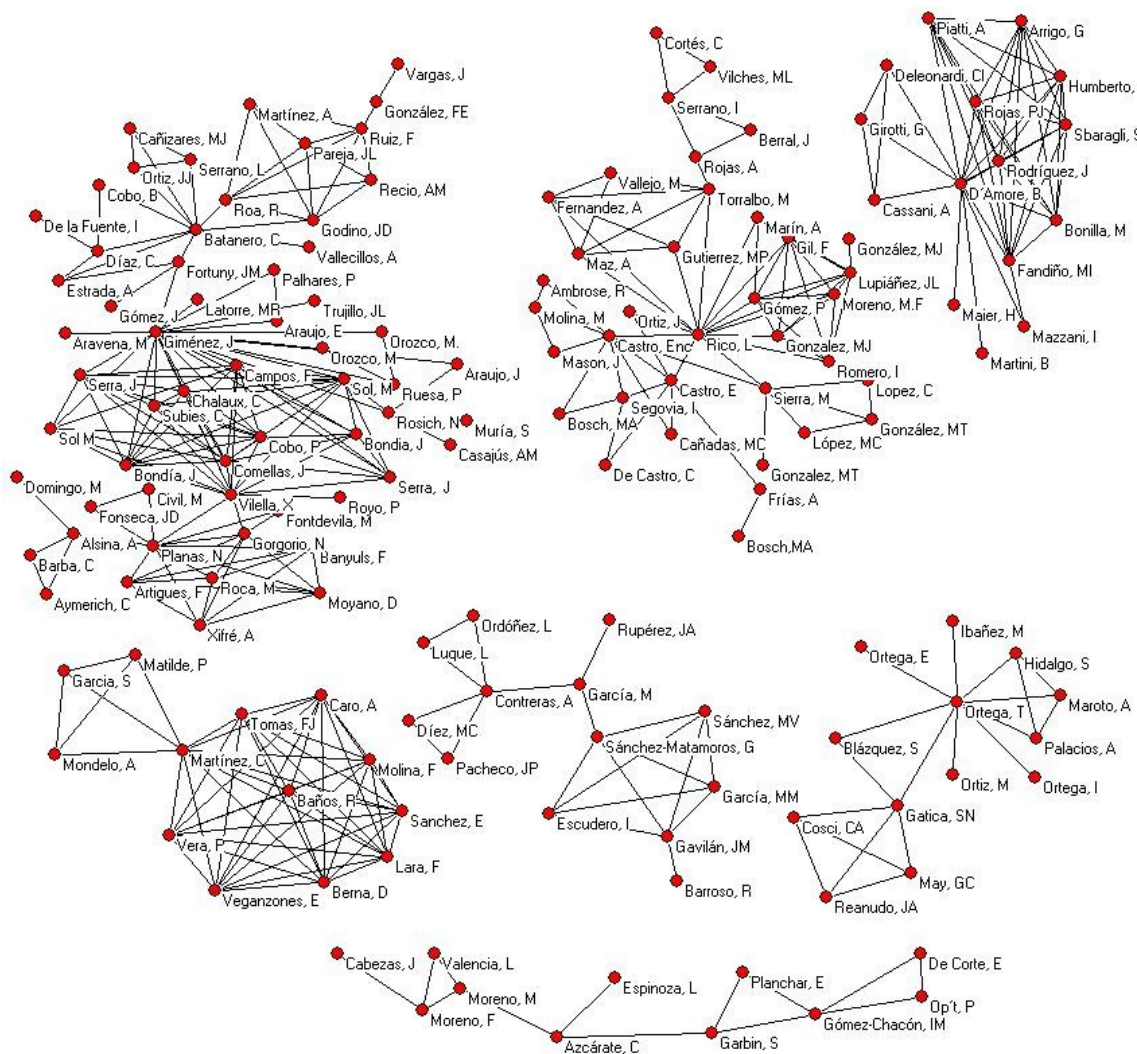 Vargas, J
González, FE
Martínez, A
Ruiz, F
Cañizares, MJ
Pareja, JL
Serrano, L
Ortiz, JJ
Recio, AM
Cobo, B
Roa, R
De la Fuente, I
Godino, JD
Batanero, C
Vallecillos, A
Díaz, C
Fortuny, JM
Palhares, P
Estrada, A
Gómez, J
Latorre, MR
Trujillo, JL
Araujo, E
Aravena, M
Giménez, J
Orozco, M.
Orozco, M
Araujo, J
Serra, J
Campos, F
Sol, M
Ruesa, P
Chalaux, C
Subies, C
Rosich, N
Muría, S
Sol M
Cobo, P
Bondia, J
Casajús, AM
Bondía, J
Comellas, J
Serra, J
Domingo, M
Civil, M
Vilella, X
Royo, P
Fonseca, JD
Fontdevila, M
Alsina, A
Planas, N
Gorgorio, N
Banyuls, F
Barba, C
Artigues, F
Roca, M
Aymerich, C
Moyano, D
Xifré, A
Cortés, C
Vilches, ML
Serrano, I
Berral, J
Rojas, A
Vallejo, M
Torralbo, M
Fernandez, A
Marín, A
Gil, F
González, MJ
Maz, A
Gutierrez, MP
Lupiáñez, JL
Ambrose, R
Gómez, P
Moreno, M.F
Molina, M
Ortiz, J
Castro, Enc
Rico, L
Gonzalez, MJ
Mason, J
Romero, I
Castro, E
Sierra, M
Lopez, C
Segovia, I
Bosch, MA
Cañadas, MC
López, MC
González, MT
De Castro, C
Gonzalez, MT
Frías, A
Bosch,MA
Piatti, A
Arrigo, G
Deleonardi, CI
Humberto,
Rojas, PJ
Girotti, G
Sbaragli, S
Rodríguez, J
D´Amore, B
Cassani, A
Bonilla, M
Fandiño, MI
Maier, H
Mazzani, I
Martini, B
Matilde, P
Garcia, S
Caro, A
Tomas, FJ
Mondelo, A
Martínez, C
Molina, F
Baños, R
Sanchez, E
Vera, P
Lara, F
Veganzones, E
Berna, D
Ordóñez, L
Rupérez, JA
Luque, L
Contreras, A
García, M
Díez, MC
Sánchez, MV
Pacheco, JP
Sánchez-Matamoros, G
García, MM
Escudero, I
Gavilán, JM
Barroso, R
Ibañez, M
Ortega, E
Hidalgo, S
Ortega, T
Maroto, A
Blázquez, S
Palacios, A
Ortiz, M
Ortega, I
Gatica, SN
Cosci, CA
May, GC
Reanudo, JA
Cabezas, J
Valencia, L
De Corte, E
Espinoza, L
Planchar, E
Moreno, M
Op´t, P
Moreno, F
Gómez-Chacón, IM
Azcárate, C
Garbin, S